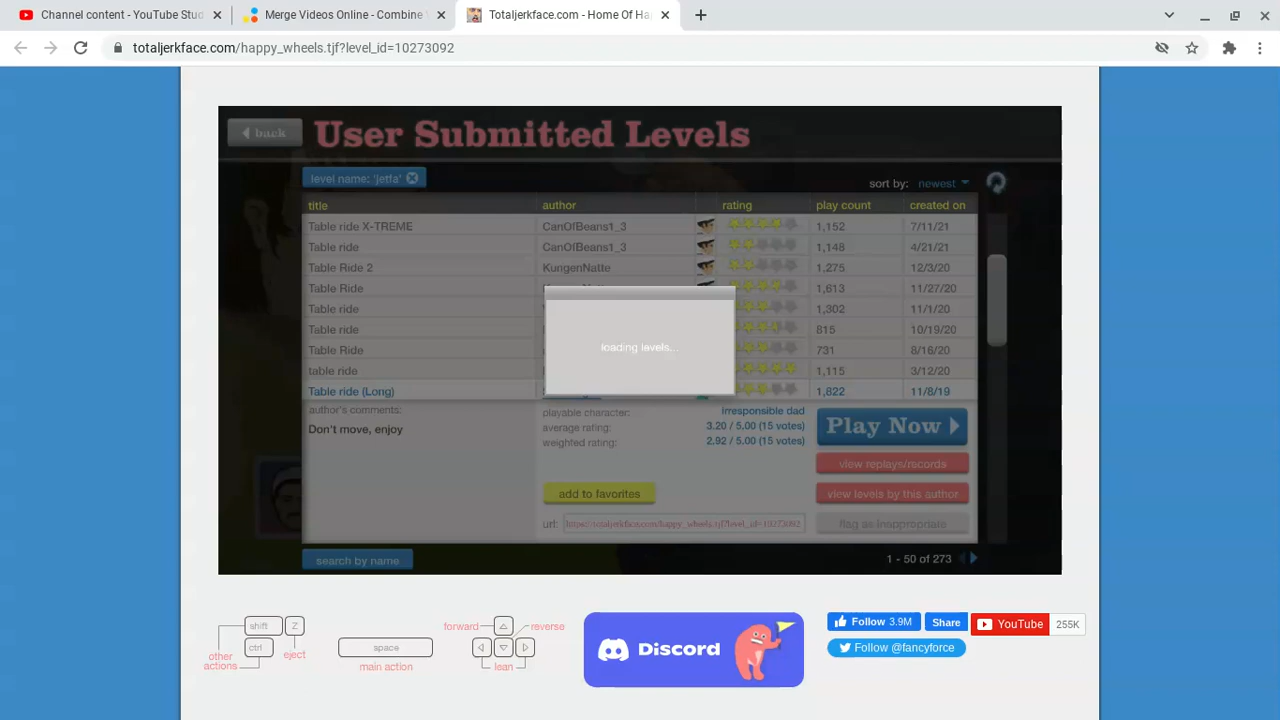 Channel content - YouTube Stud
Merge Videos Online - Combine
Totaljerkface.com - Home Of Ha
totaljerkface.com/happy_wheels.tjf?level_id=10273092
back
User Submitted Levels
level name: 'jetfa'
sort by: newest
title author rating play count created on
Table ride X-TREME CanOfBeans1_3 1,152 7/11/21
Table ride CanOfBeans1_3 1,148 4/21/21
Table Ride 2 KungenNatte 1.275 12/3/20
Table Ride 1,613 11/27/20
Table ride 1,302 11/1/20
Table ride 815 10/19/20
Table Ride 731 8/16/20
table ride 1,115 3/12/20
Table ride (Long) 1,822 11/8/19
loading levels...
author's comments:
Don't move, enjoy
playable character: irresponsible dad
average rating: 3.20 / 5.00 (15 votes)
weighted rating: 2.92 / 5.00 (15 votes)
Play Now
view replays/rscords
add to favorites
view levels by this author
url: https://totaljerkface.com/happy_wheels.tjf?level_id=10273092
flag as inappropriate
search by name
1 - 50 of 273
shift Z
ctrl
other actions
eject
space
main action
forward
reverse
lean
Discord
Follow 3.9M
Share
YouTube 255K
Follow @fancyforce